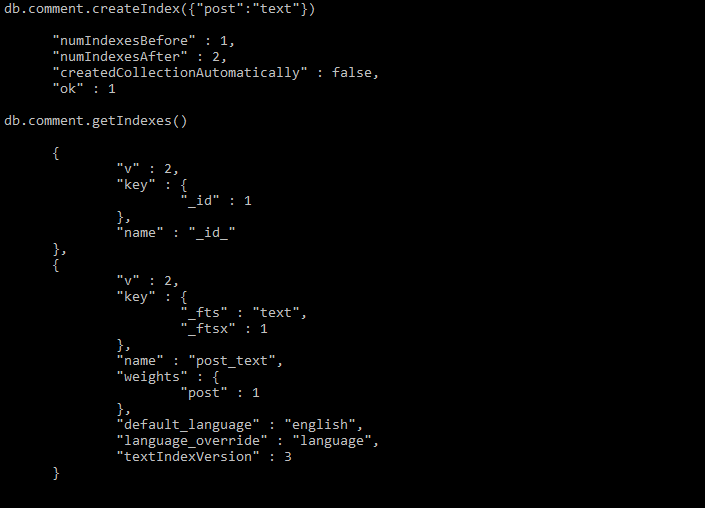 db.comment.createIndex({"post":"text"})
"numIndexesBefore" : 1,
"numIndexesAfter" : 2,
"createdCollectionAutomatically" : false,
"ok" : 1
db.comment.getIndexes()
{
"v" : 2,
"key" : {
"_id" : 1
},
"name" : "_id_"
},
{
"v" : 2,
"key" : {
"_fts" : "text",
"_ftsx" : 1
},
"name" : "post_text",
"weights" : {
"post" : 1
},
"default_language" : "english",
"language_override" : "language",
"textIndexVersion" : 3
}